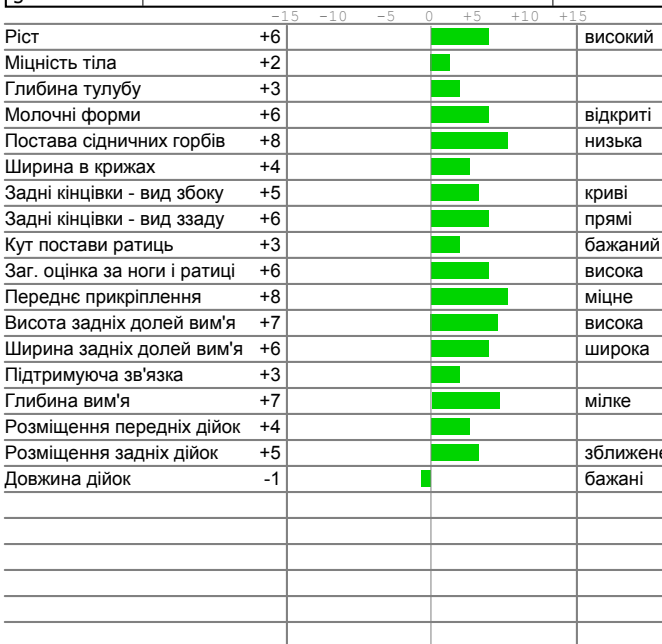 -15 -10 -5 0 +5 +10 +15
Ріст +6 високий
Міцність тіла +2
Глибина тулубу +3
Молочні форми +6 відкриті
Постава сідничних горбів +8 низька
Ширина в крижах +4
Задні кінцівки - вид збоку +5 криві
Задні кінцівки - вид ззаду +6 прямі
Кут постави ратиць +3 бажаний
Заг. оцінка за ноги і ратиці +6 висока
Переднє прикріплення +8 міцне
Висота задніх долей вим'я +7 висока
Ширина задніх долей вим'я +6 широка
Підтримуюча зв'язка +3
Глибина вим'я +7 мілке
Розміщення передніх дійок +4
Розміщення задніх дійок +5 зближене
Довжина дійок -1 бажані